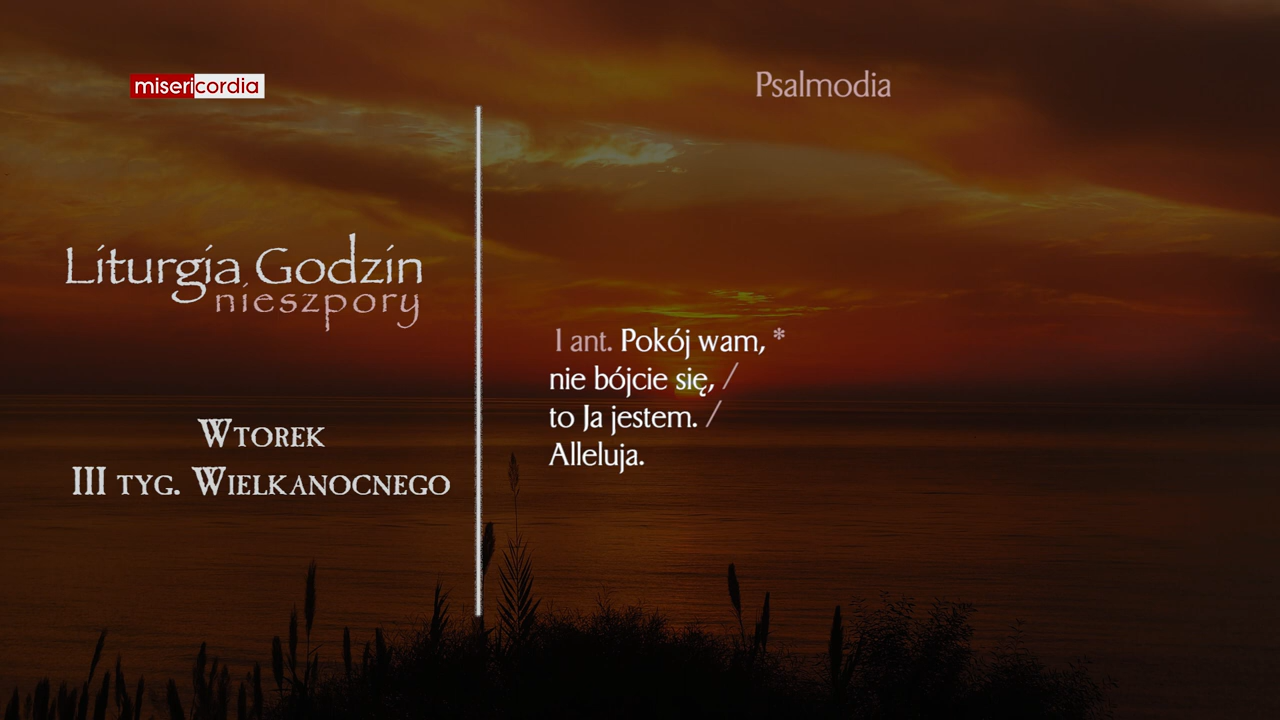 misericordia
Liturgia Godzin
nieszpory
Wtorek
III tyg. Wielkanocnego
Psalmodia
I ant. Pokój wam, *
nie bójcie się, /
to Ja jestem. /
Alleluja.